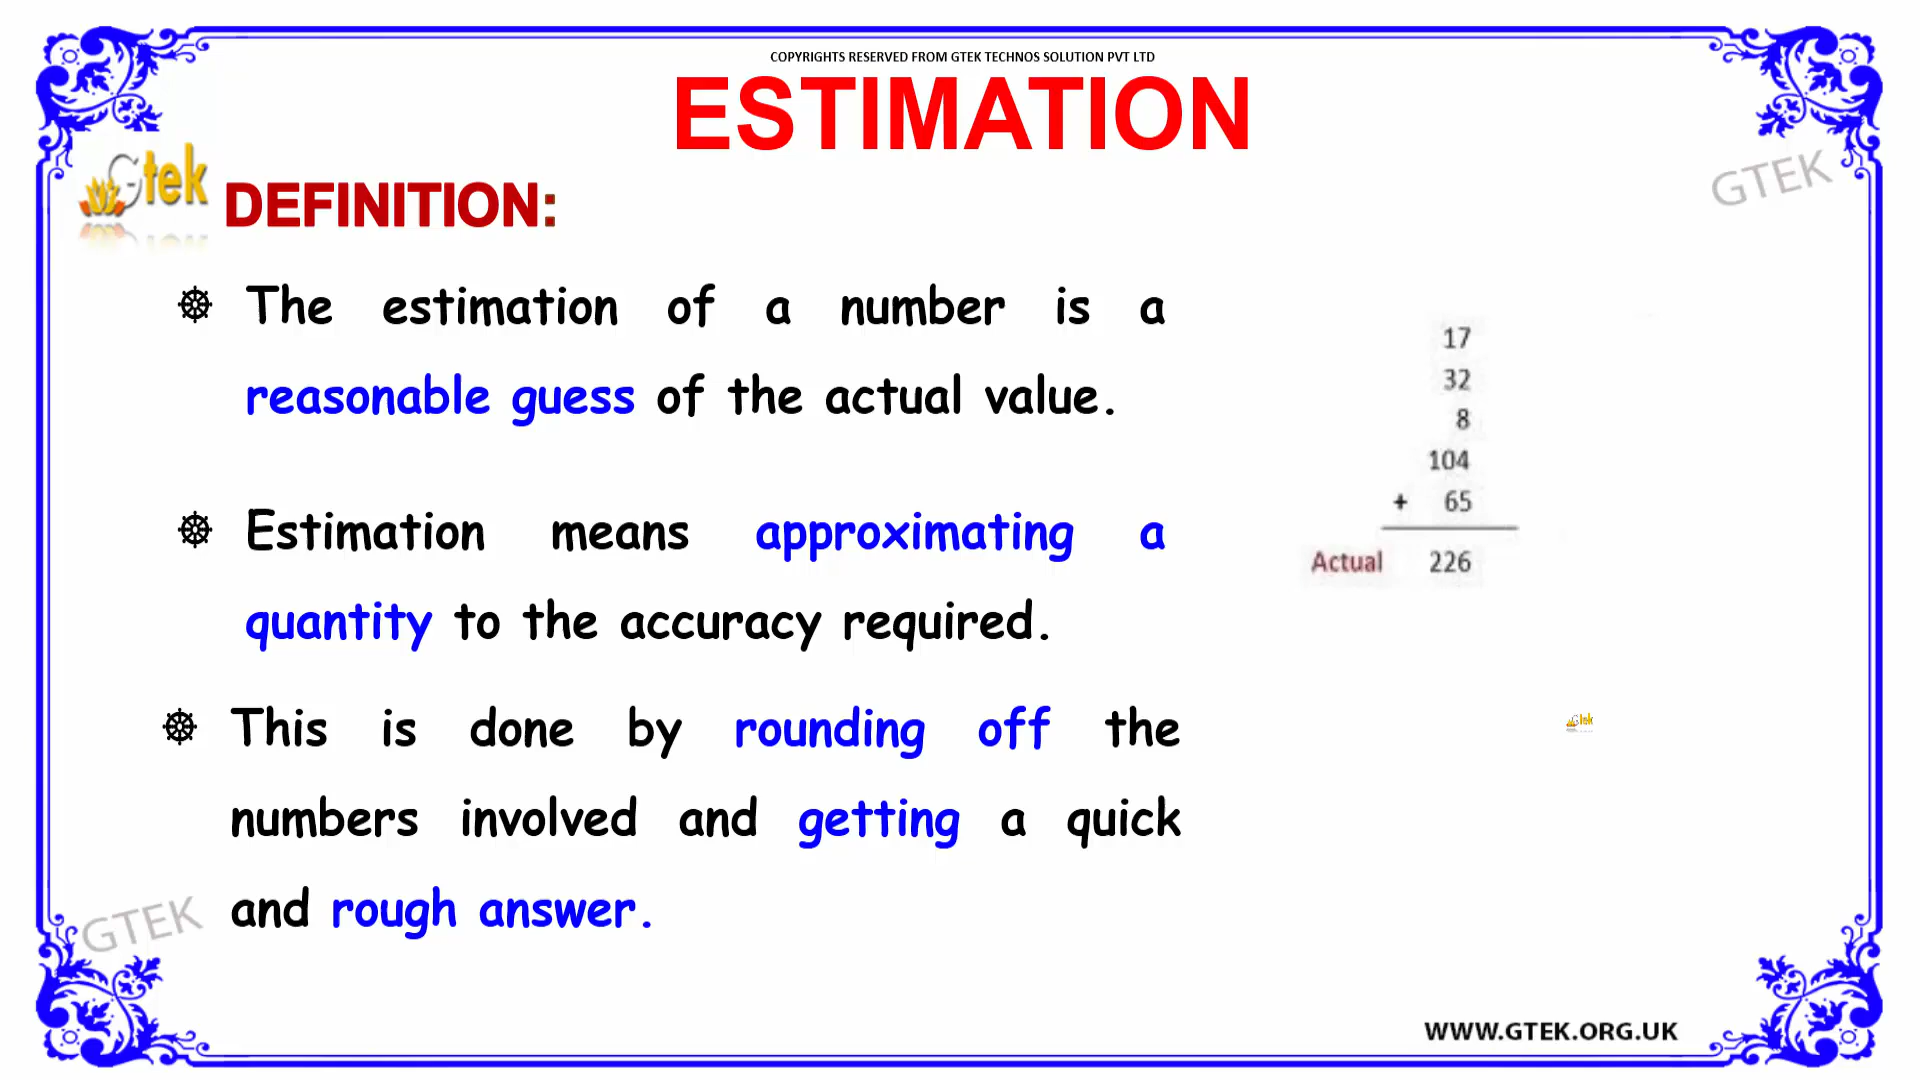 COPYRIGHTS RESERVED FROM GTEK TECHNOS SOLUTION PVT LTD
ESTIMATION
Gtek
GTEK
DEFINITION:
The estimation of a number is a
reasonable guess of the actual value.
Estimation means approximating a
quantity to the accuracy required.
This is done by rounding off the
numbers involved and getting a quick
and rough answer.
17
32
8
104
+ 65
Actual 226
Gtek
GTEK
WWW.GTEK.ORG.UK